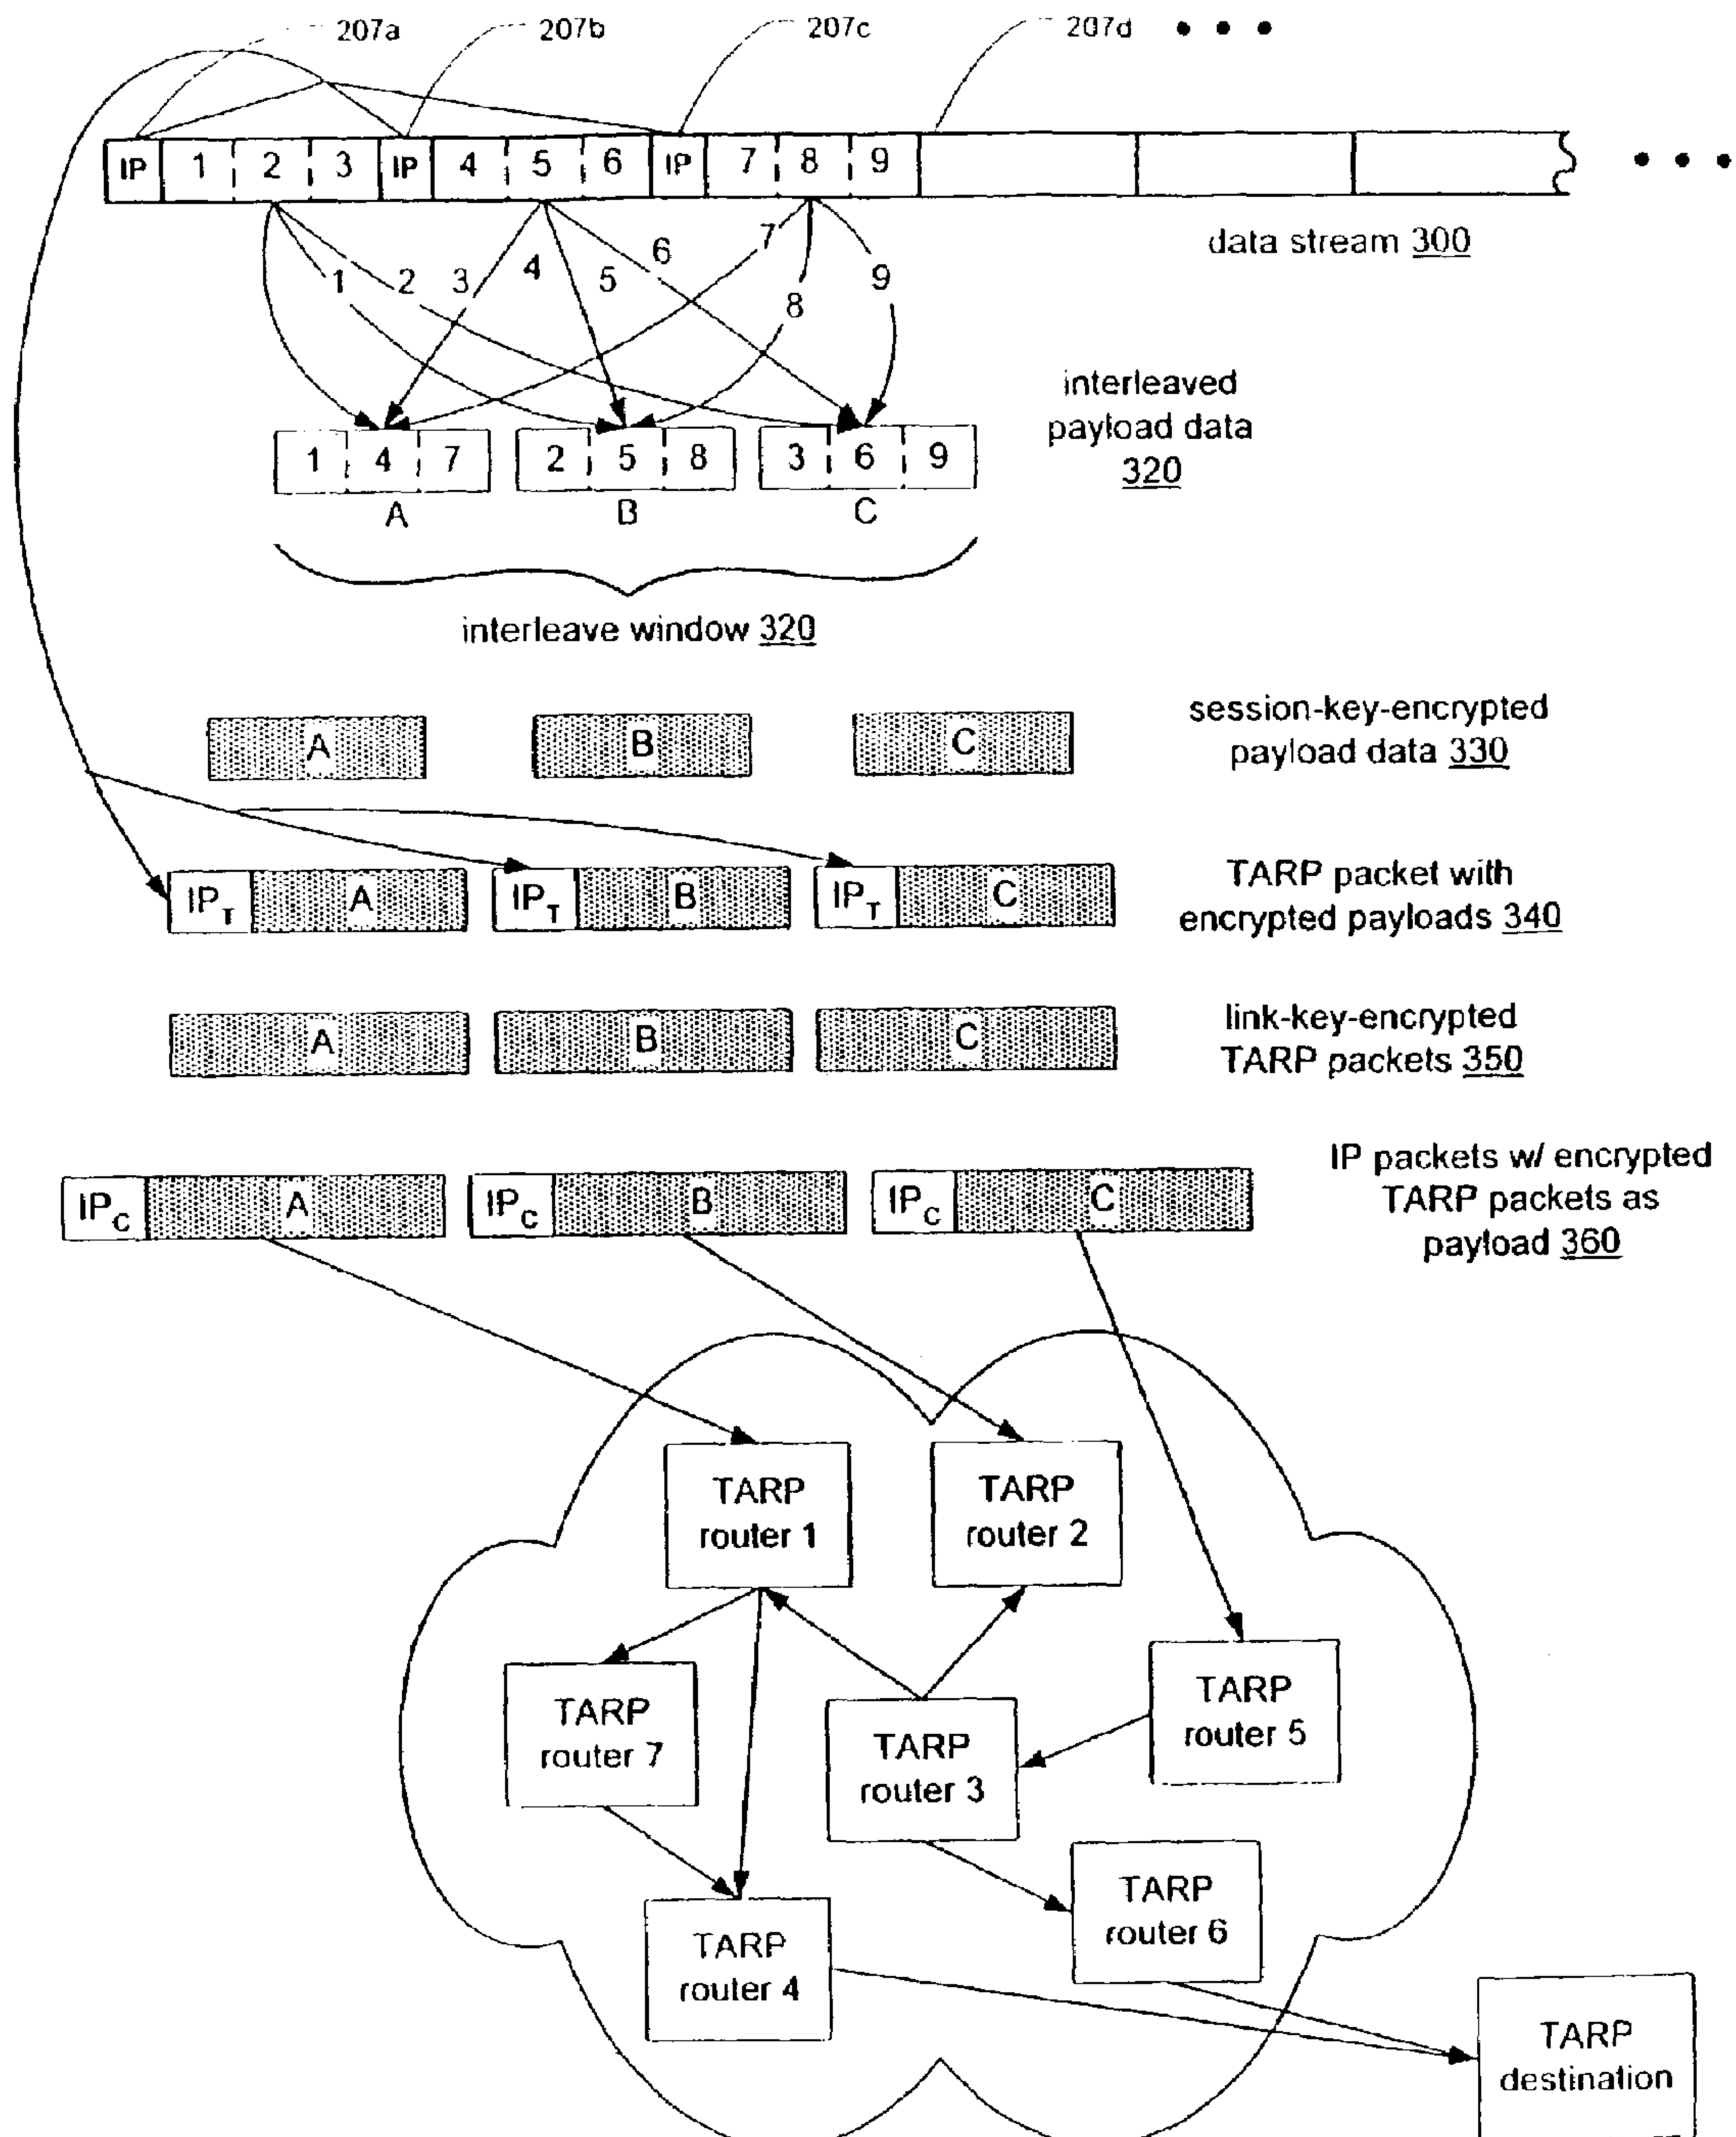 207a 207b 207c 207d • • •
IP 1 2 3 IP 4 5 6 IP 7 8 9 • • •
data stream 300
1 2 3 4 5 6 7 8 9
interleaved
payload data
320
1 4 7 2 5 8 3 6 9
A B C
interleave window 320
session-key-encrypted
payload data 330
A B C
TARP packet with
encrypted payloads 340
IPT A IPT B IPT C
link-key-encrypted
TARP packets 350
A B C
IP packets w/ encrypted
TARP packets as
payload 360
IPC A IPC B IPC C
TARP
router 1
TARP
router 2
TARP
router 5
TARP
router 7
TARP
router 3
TARP
router 6
TARP
router 4
TARP
destination